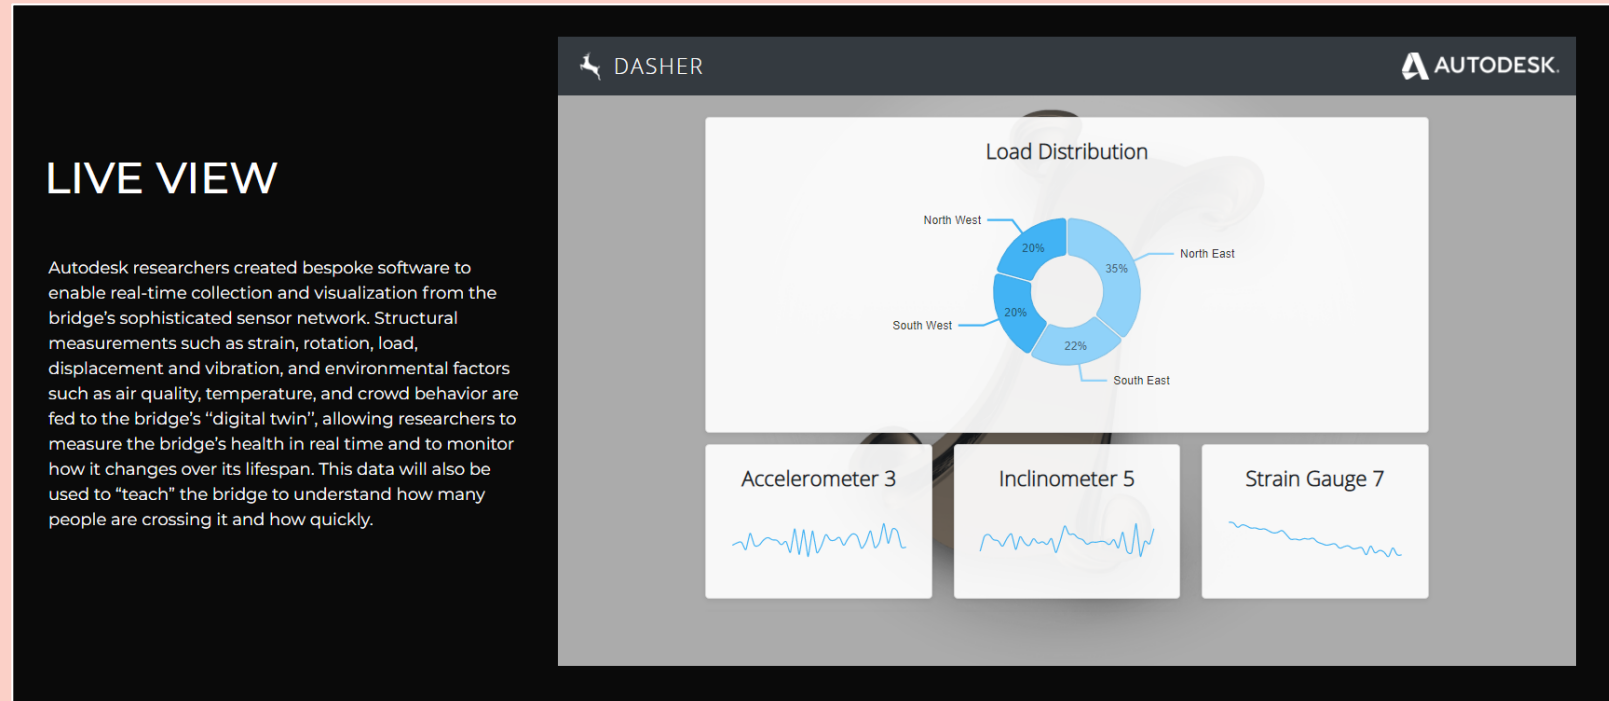 LIVE VIEW
Autodesk researchers created bespoke software to
enable real-time collection and visualization from the
bridge’s sophisticated sensor network. Structural
measurements such as strain, rotation, load,
displacement and vibration, and environmental factors
such as air quality, temperature, and crowd behavior are
fed to the bridge’s “digital twin”, allowing researchers to
measure the bridge’s health in real time and to monitor
how it changes over its lifespan. This data will also be
used to “teach” the bridge to understand how many
people are crossing it and how quickly.
DASHER
AUTODESK.
Load Distribution
North West
20%
North East
35%
South West
20%
22%
South East
Accelerometer 3
Inclinometer 5
Strain Gauge 7